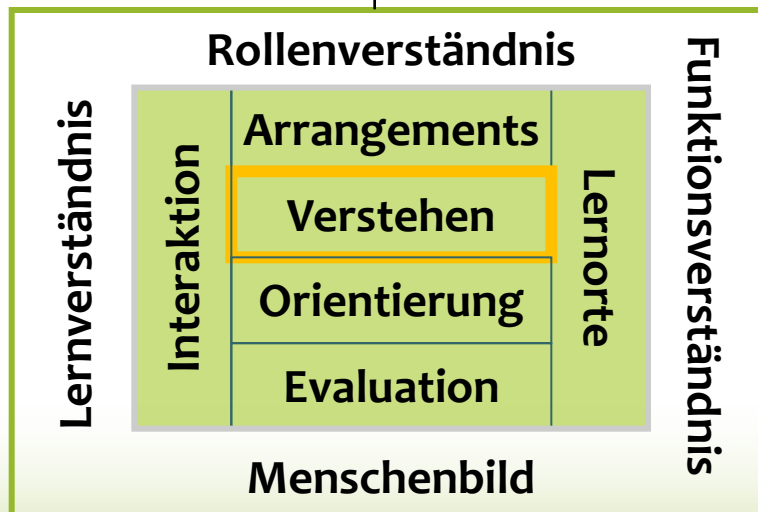 Rollenverständnis
Lernverständnis
Interaktion
Arrangements
Verstehen
Orientierung
Evaluation
Lernorte
Funktionsverständnis
Menschenbild